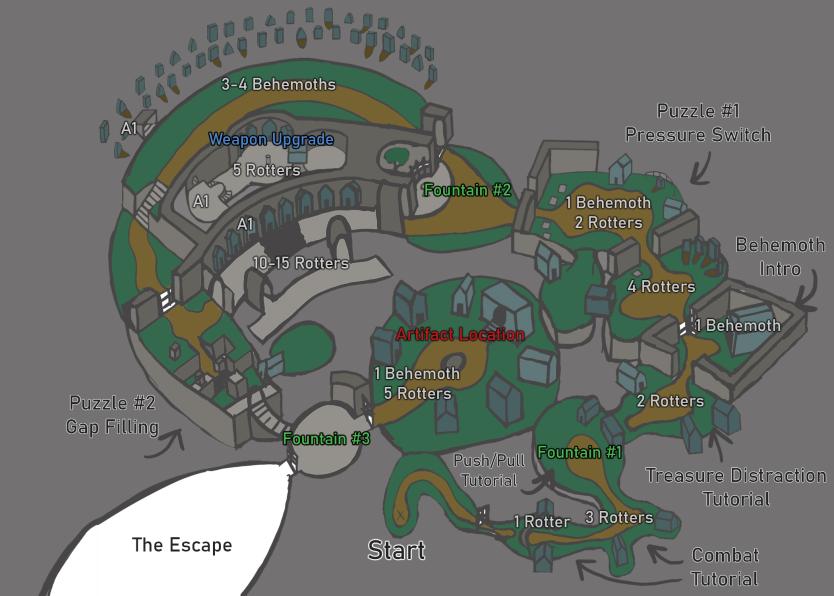 3-4 Behemoths
A1
Weapon Upgrade
5 Rotters
A1
A1
10-15 Rotters
Fountain #2
Puzzle #1
Pressure Switch
1 Behemoth
2 Rotters
Behemoth
Intro
4 Rotters
1 Behemoth
Artifact Location
1 Behemoth
5 Rotters
2 Rotters
Puzzle #2
Gap Filling
Fountain #3
Fountain #1
Push/Pull
Tutorial
Treasure Distraction
Tutorial
1 Rotter
3 Rotters
X
Start
The Escape
Combat
Tutorial